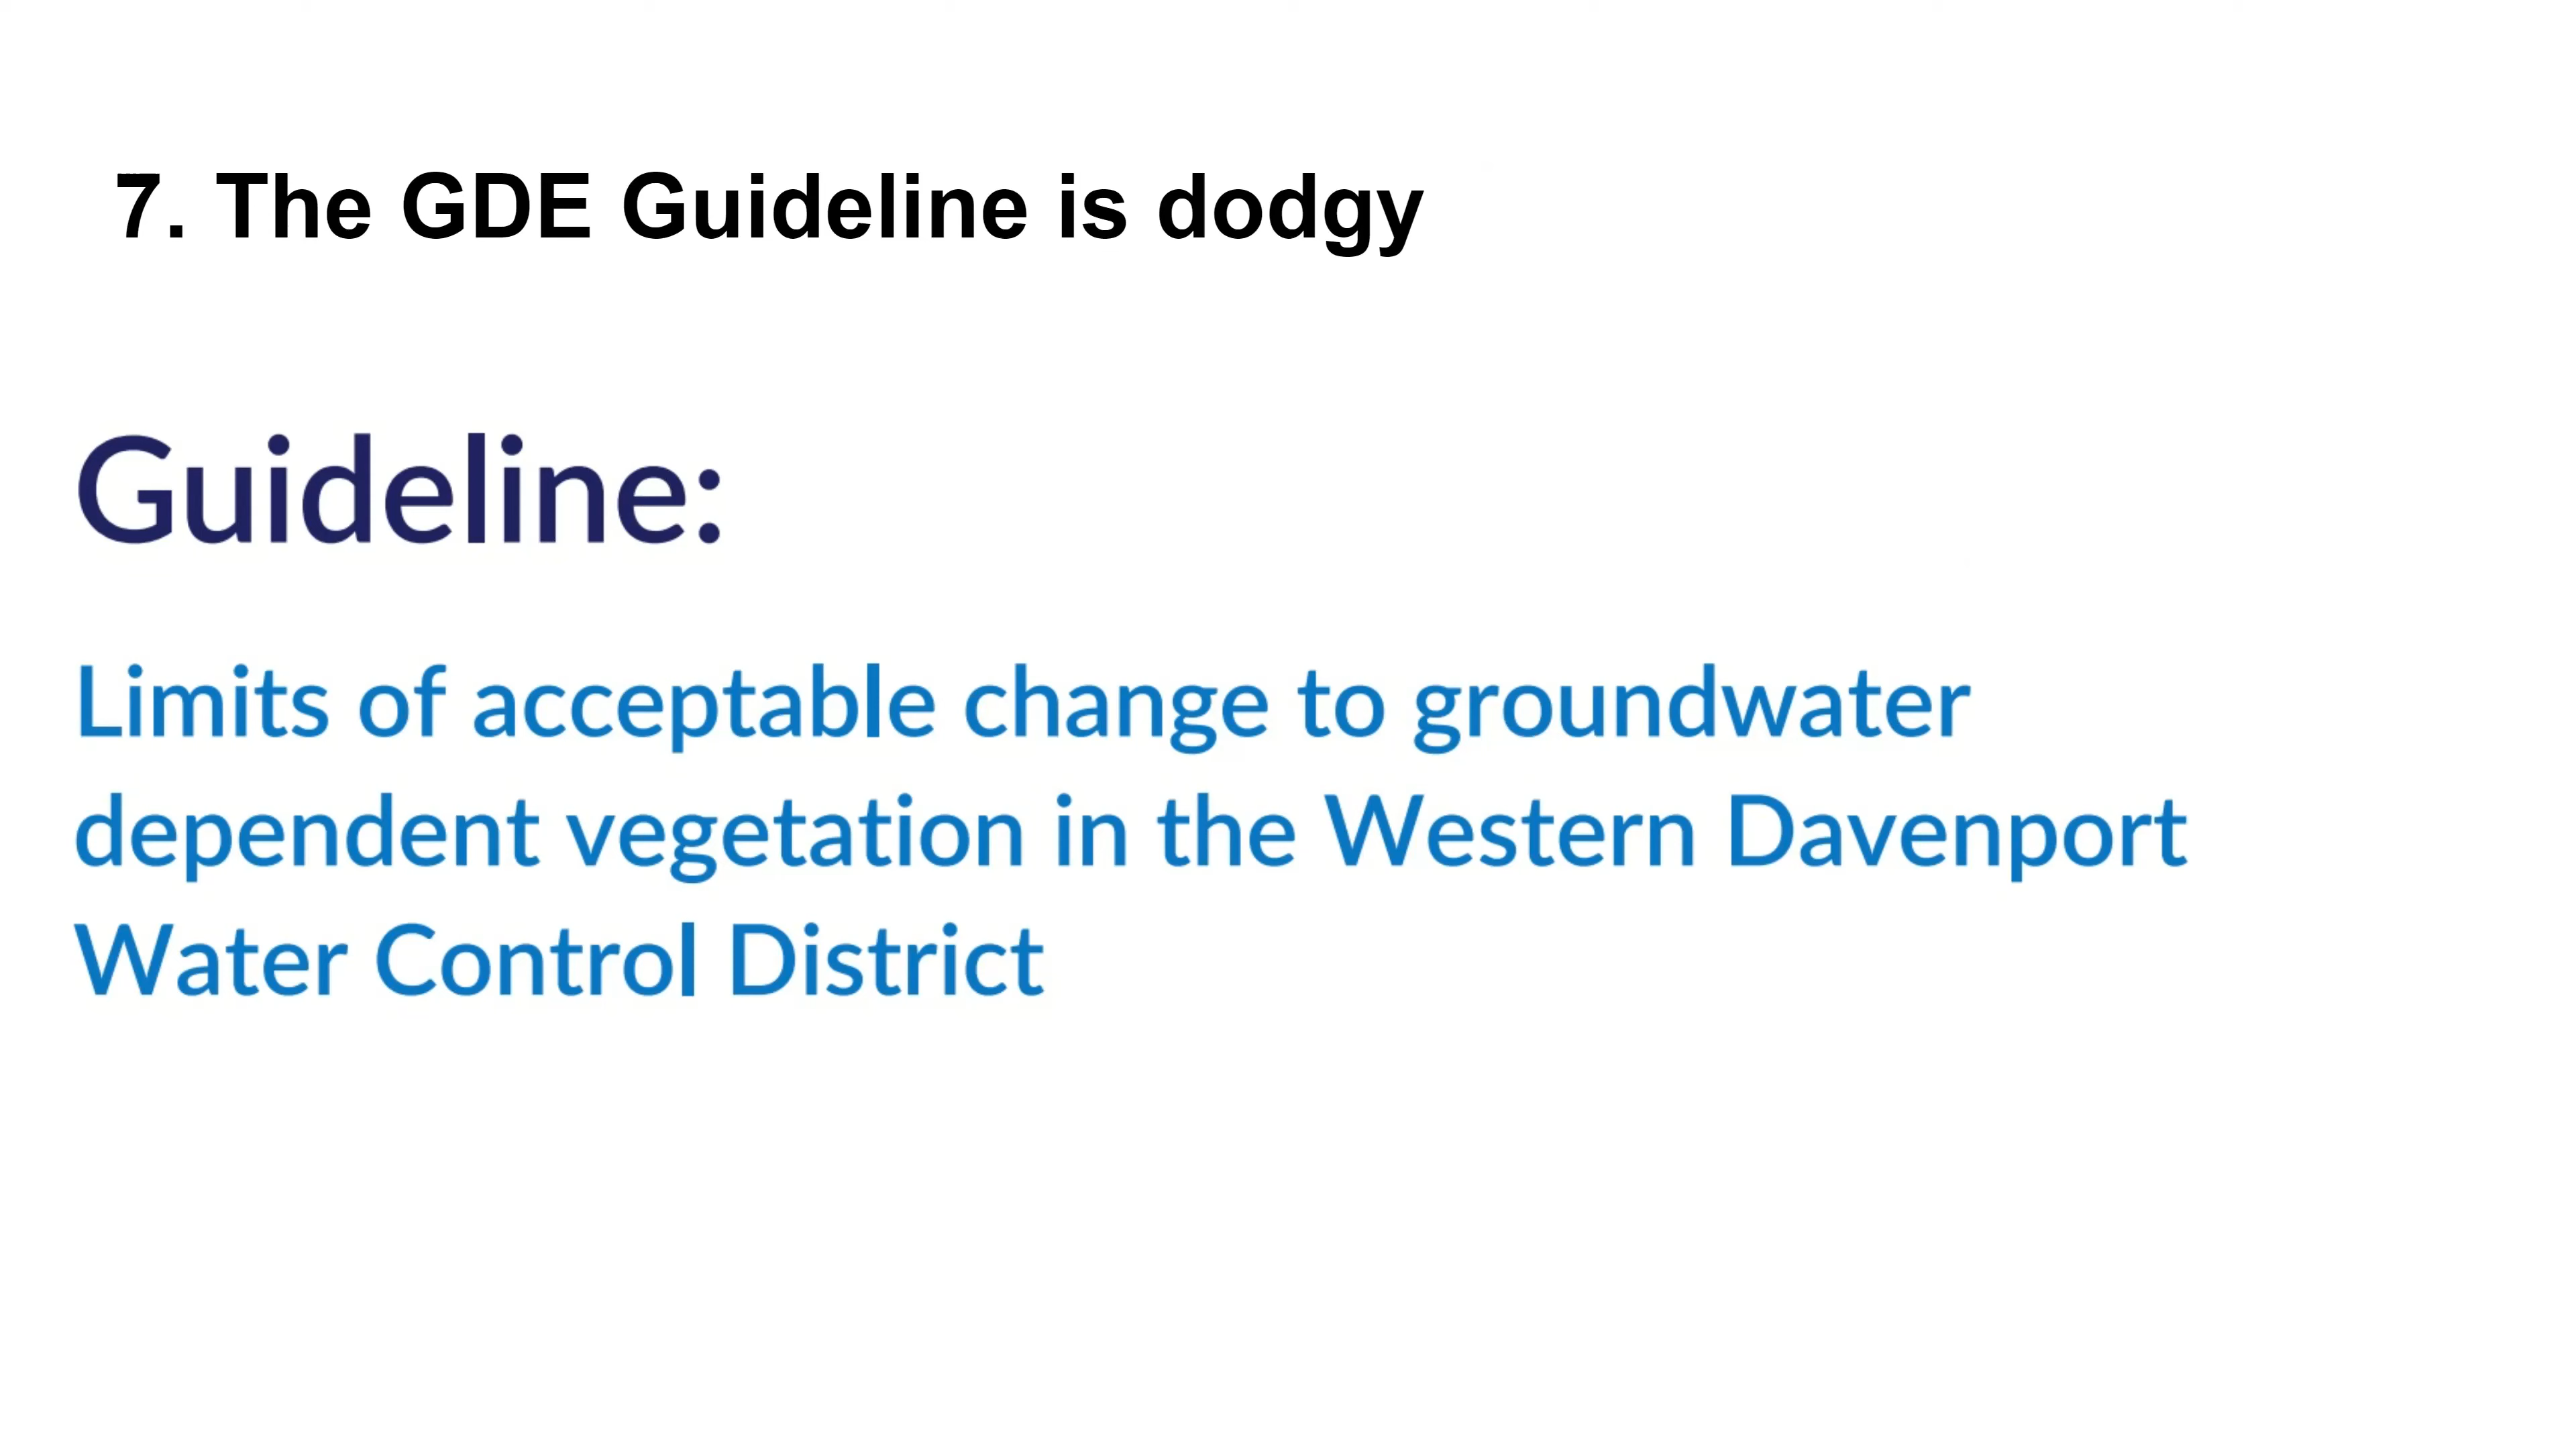 7. The GDE Guideline is dodgy
Guideline:
Limits of acceptable change to groundwater
dependent vegetation in the Western Davenport
Water Control District